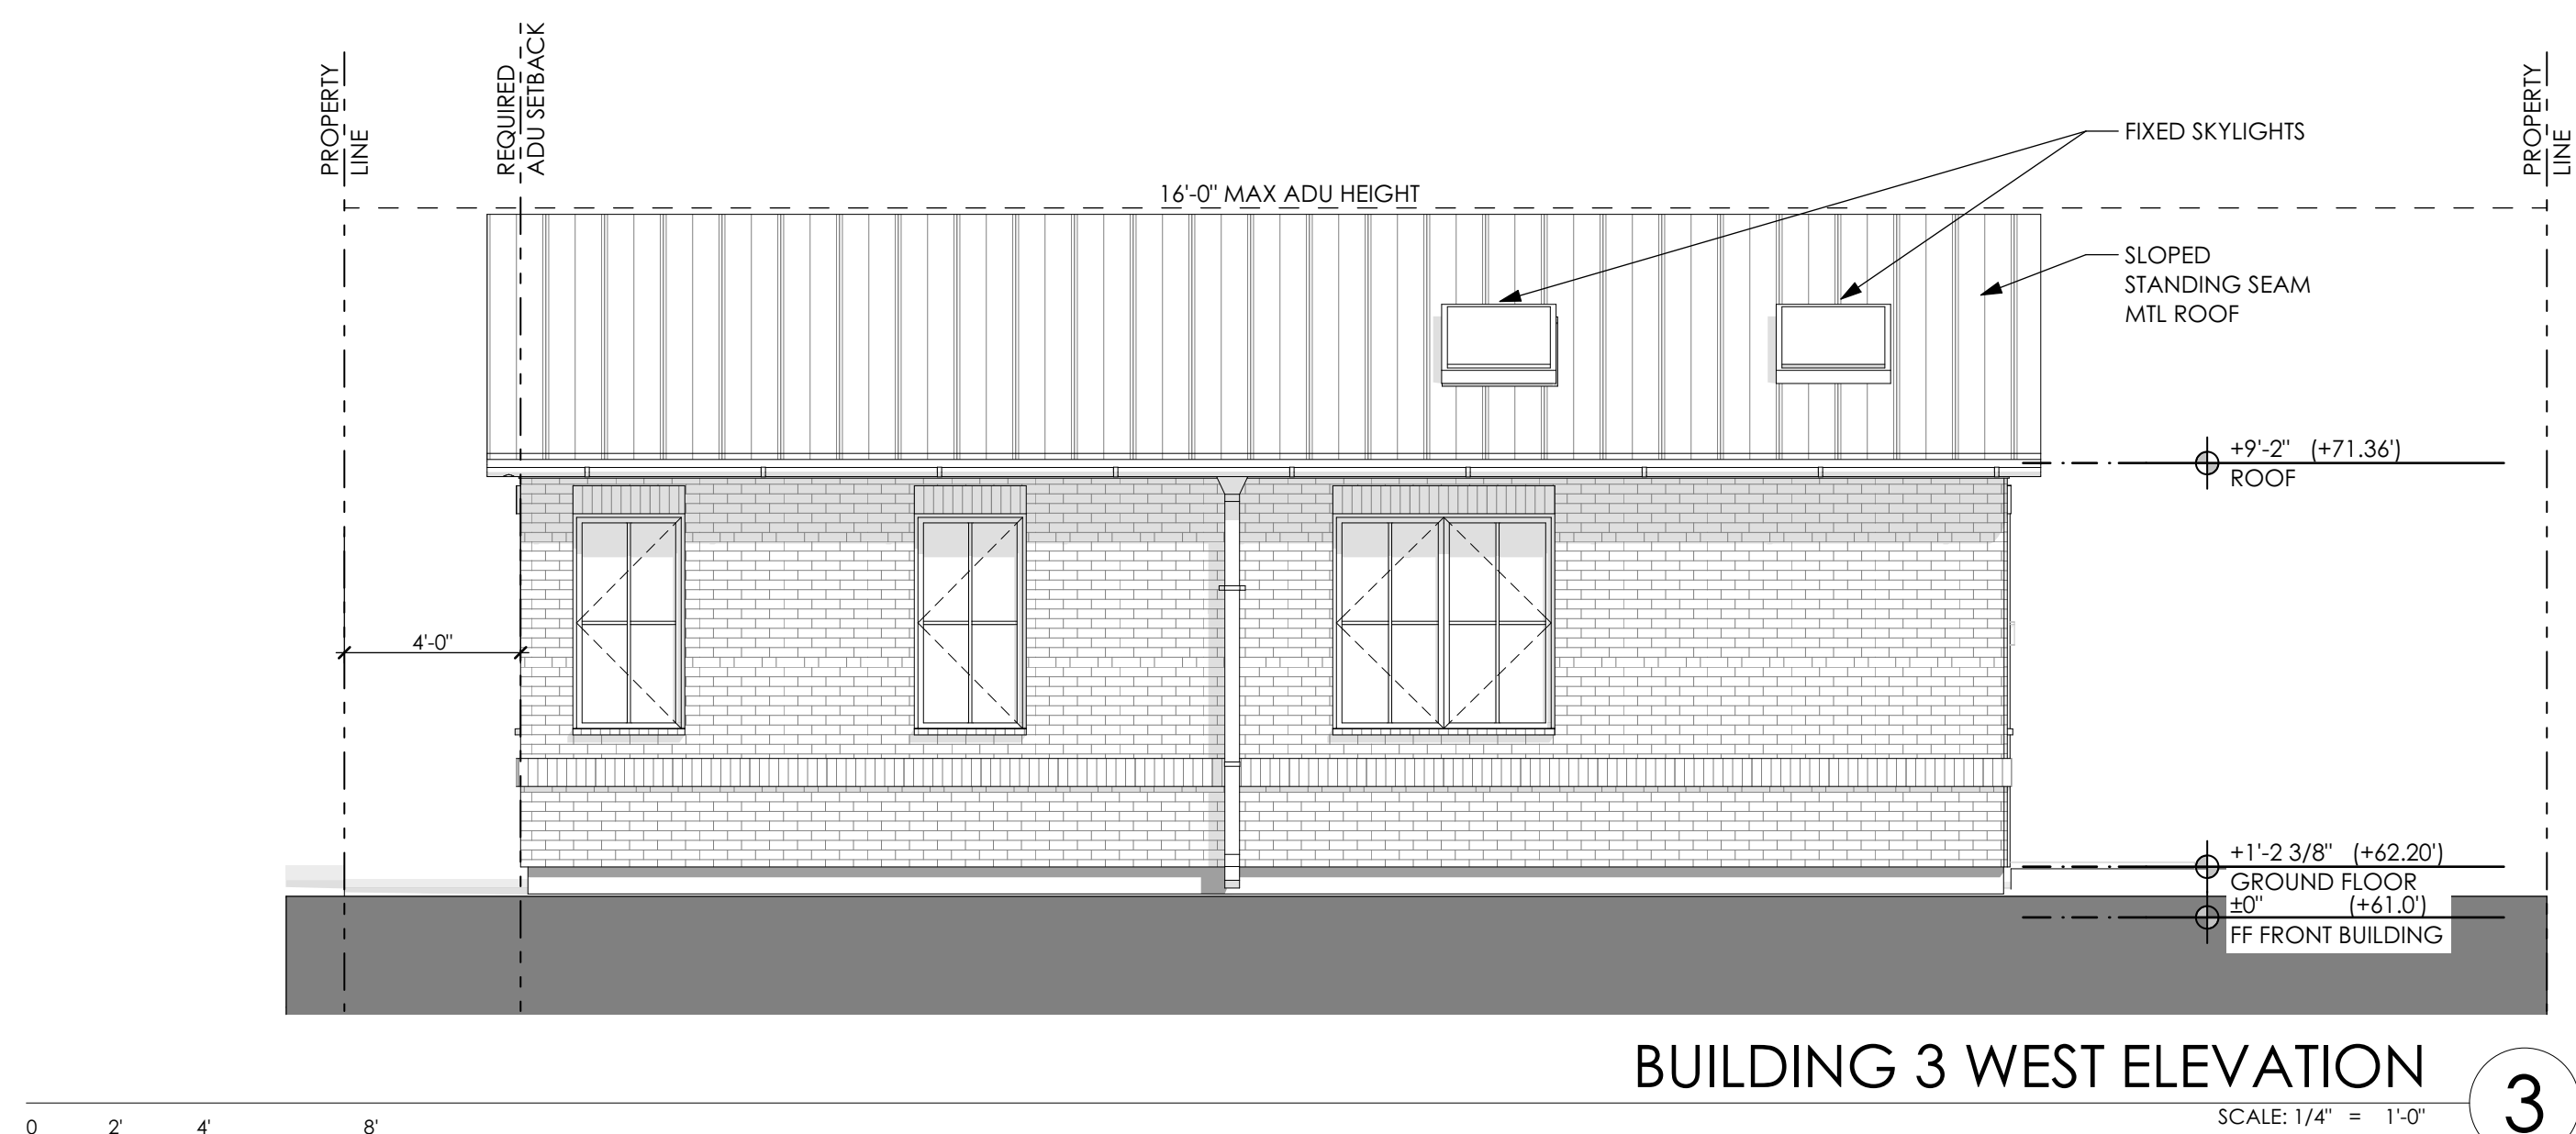 PROPERTY
LINE
REQUIRED
ADU SETBACK
PROPERTY
LINE
FIXED SKYLIGHTS
16'-0" MAX ADU HEIGHT
SLOPED
STANDING SEAM
MTL ROOF
+9'-2" (+71.36')
ROOF
4'-0"
+1'-2 3/8" (+62.20')
GROUND FLOOR
±0" (+61.0')
FF FRONT BUILDING
BUILDING 3 WEST ELEVATION
3
SCALE: 1/4" = 1'-0"
0 2' 4' 8'